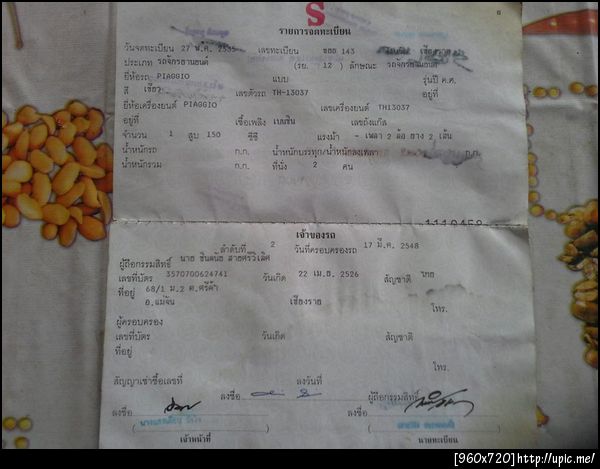 S
รายการจดทะเบียน
วันจดทะเบียน 27 พ.ค. 2535 เลขทะเบียน ขยย 143
ประเภท รถจักรยานยนต์ (รย. 12 ) ลักษณะ รถจักรยานยนต์
ยี่ห้อรถ PIAGGIO แบบ รุ่นปี ค.ศ.
สี เขียว เลขตัวรถ TH-13037 อยู่ที่
ยี่ห้อเครื่องยนต์ PIAGGIO เลขเครื่องยนต์ TH13037
อยู่ที่ เชื้อเพลิง เบนซิน เลขถังแก๊ส
จำนวน 1 สูบ 150 ซีซี แรงม้า - เพลา 2 ล้อ ยาง 2 เส้น
น้ำหนักรถ ก.ก. น้ำหนักบรรทุก/น้ำหนักลงเพลา ก.ก.
น้ำหนักรวม ก.ก. ที่นั่ง 2 คน
เจ้าของรถ
ลำดับที่ 2 วันที่ครอบครองรถ 17 มี.ค. 2548
ผู้ถือกรรมสิทธิ์ นาย
เลขที่บัตร 3570700624741 วันเกิด 22 เม.ย. 2526 สัญชาติ ไทย
ที่อยู่ 68/1 ม.2 ต.ศรีค้ำ
อ.แม่จัน เชียงราย โทร.
ผู้ครอบครอง
เลขที่บัตร วันเกิด สัญชาติ
ที่อยู่
โทร.
สัญญาเช่าซื้อเลขที่ ลงวันที่
ลงชื่อ ผู้ถือกรรมสิทธิ์
ลงชื่อ ลงชื่อ
เจ้าหน้าที่ นายทะเบียน
[960x720]http://upic.me/